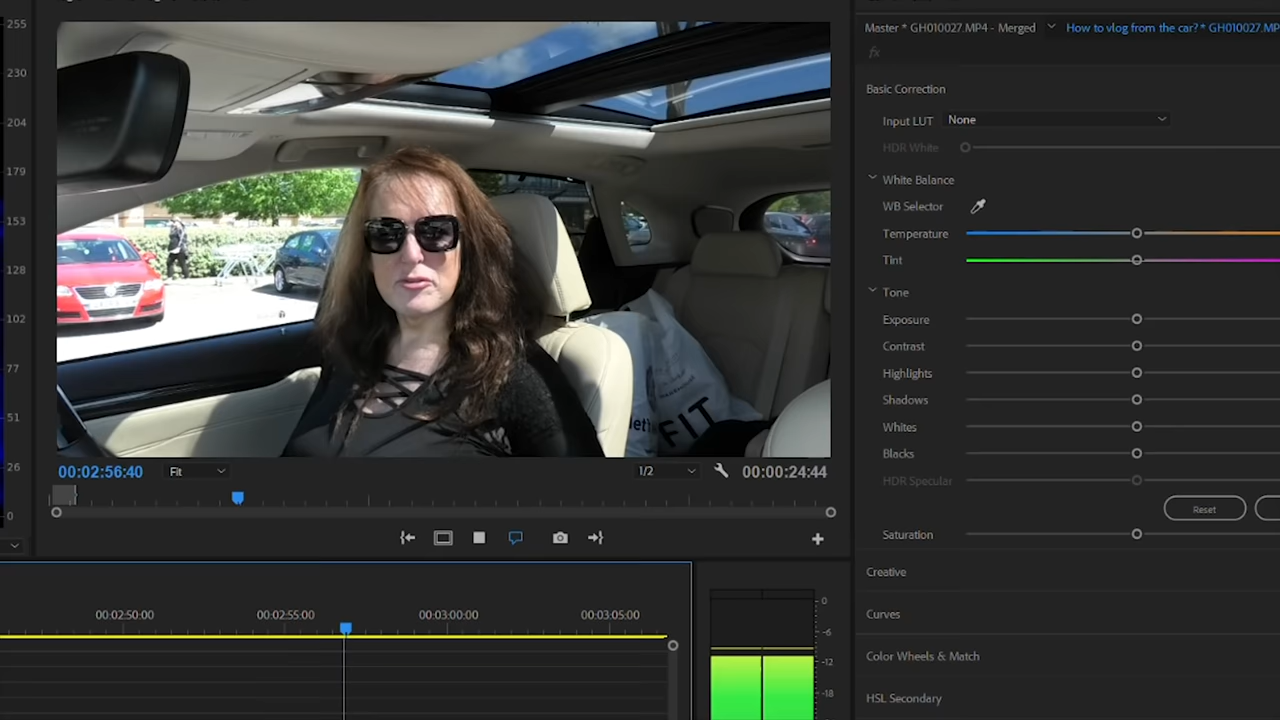 255
230
204
179
153
128
102
77
51
26
0
FIT
00:02:56:40
Fit
1/2
00:00:24:44
00:02:50:00
00:02:55:00
00:03:00:00
00:03:05:00
0
-6
-12
-18
Master * GH010027.MP4 - Merged
How to vlog from the car? * GH010027.MP
fx
Basic Correction
Input LUT None
HDR White
White Balance
WB Selector
Temperature
Tint
Tone
Exposure
Contrast
Highlights
Shadows
Whites
Blacks
HDR Specular
Reset
Saturation
Creative
Curves
Color Wheels & Match
HSL Secondary